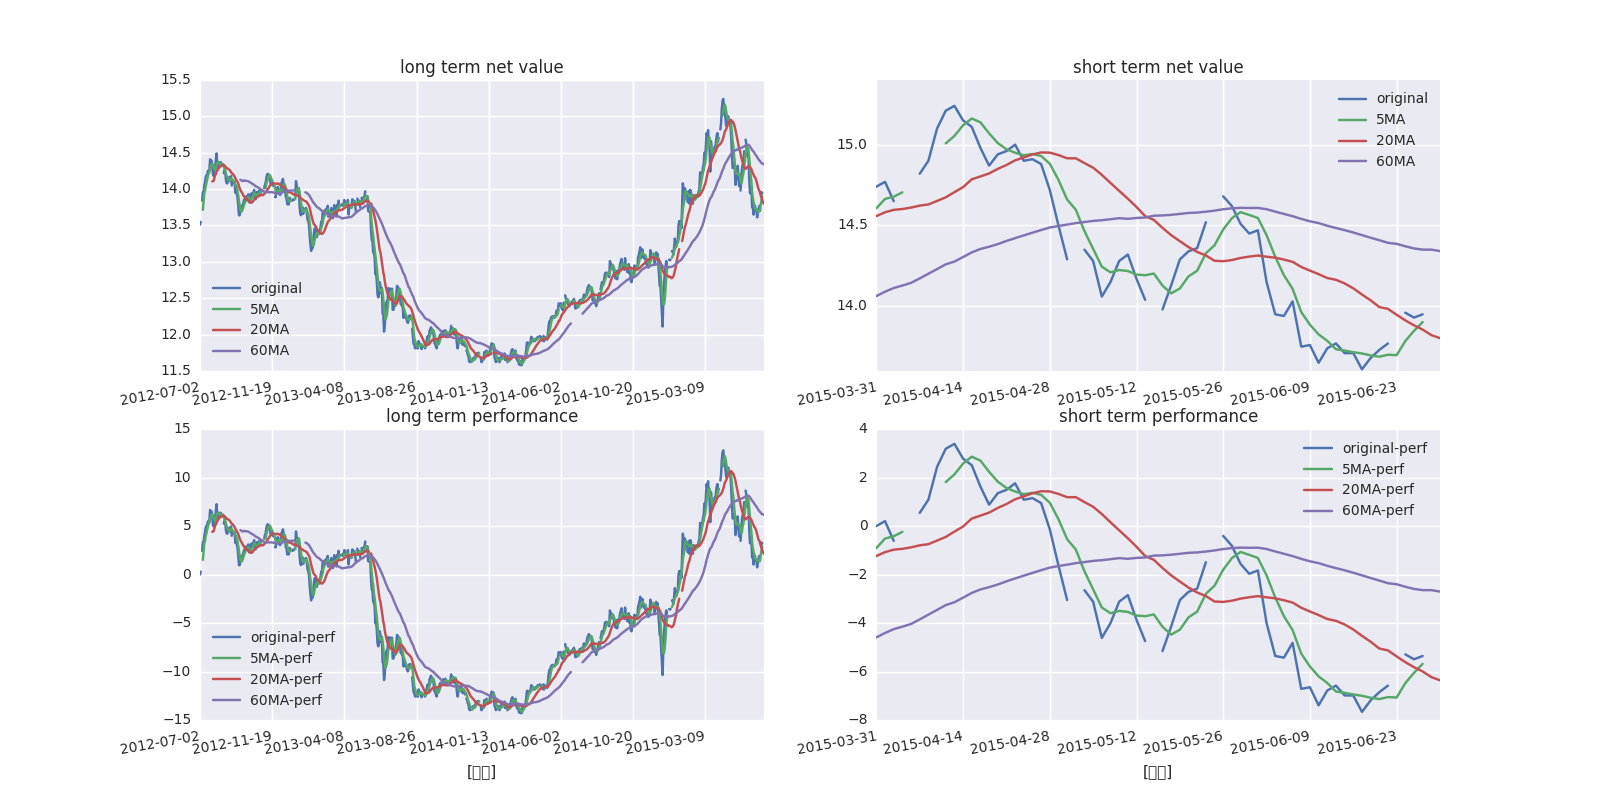 long term net value
15.5
15.0
14.5
14.0
13.5
13.0
12.5
12.0
11.5
original
5MA
20MA
60MA
2012-07-02 2012-11-19 2013-04-08 2013-08-26 2014-01-13 2014-06-02 2014-10-20 2015-03-09
short term net value
15.0
14.5
14.0
original
5MA
20MA
60MA
2015-03-31 2015-04-14 2015-04-28 2015-05-12 2015-05-26 2015-06-09 2015-06-23
long term performance
15
10
5
0
−5
−10
−15
original-perf
5MA-perf
20MA-perf
60MA-perf
2012-07-02 2012-11-19 2013-04-08 2013-08-26 2014-01-13 2014-06-02 2014-10-20 2015-03-09
[]
short term performance
4
2
0
−2
−4
−6
−8
original-perf
5MA-perf
20MA-perf
60MA-perf
2015-03-31 2015-04-14 2015-04-28 2015-05-12 2015-05-26 2015-06-09 2015-06-23
[]